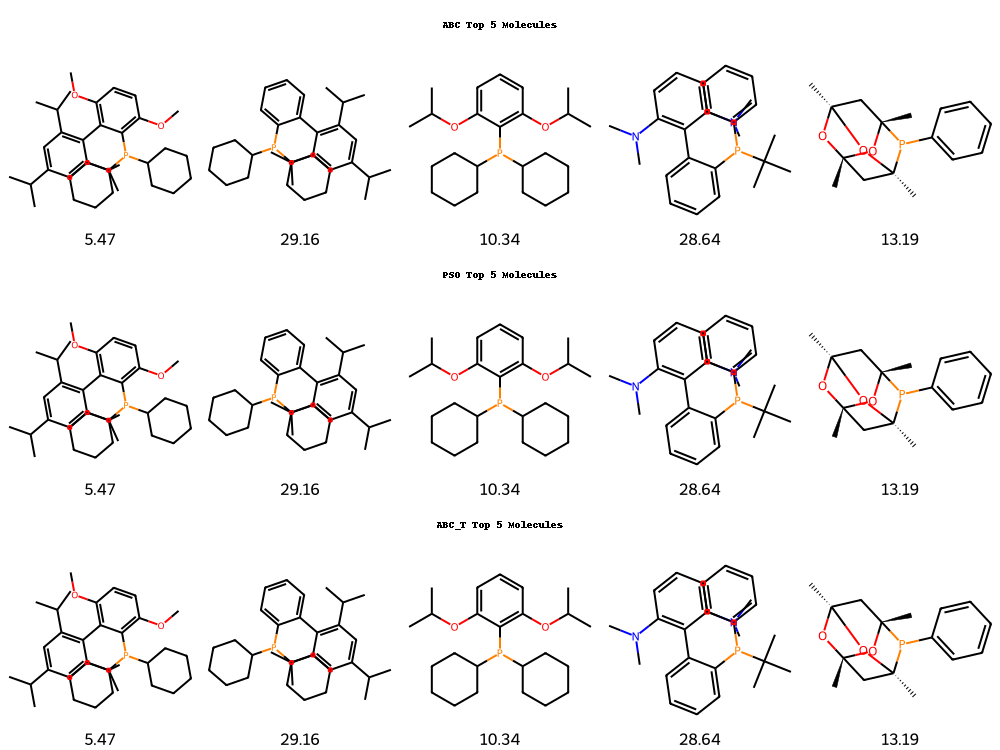 ABC Top 5 Molecules
O O P P O O P N N P O O O P
5.47 29.16 10.34 28.64 13.19
PSO Top 5 Molecules
O O P P O O P N N P O O O P
5.47 29.16 10.34 28.64 13.19
ABC_T Top 5 Molecules
O O P P O O P N N P O O O P
5.47 29.16 10.34 28.64 13.19